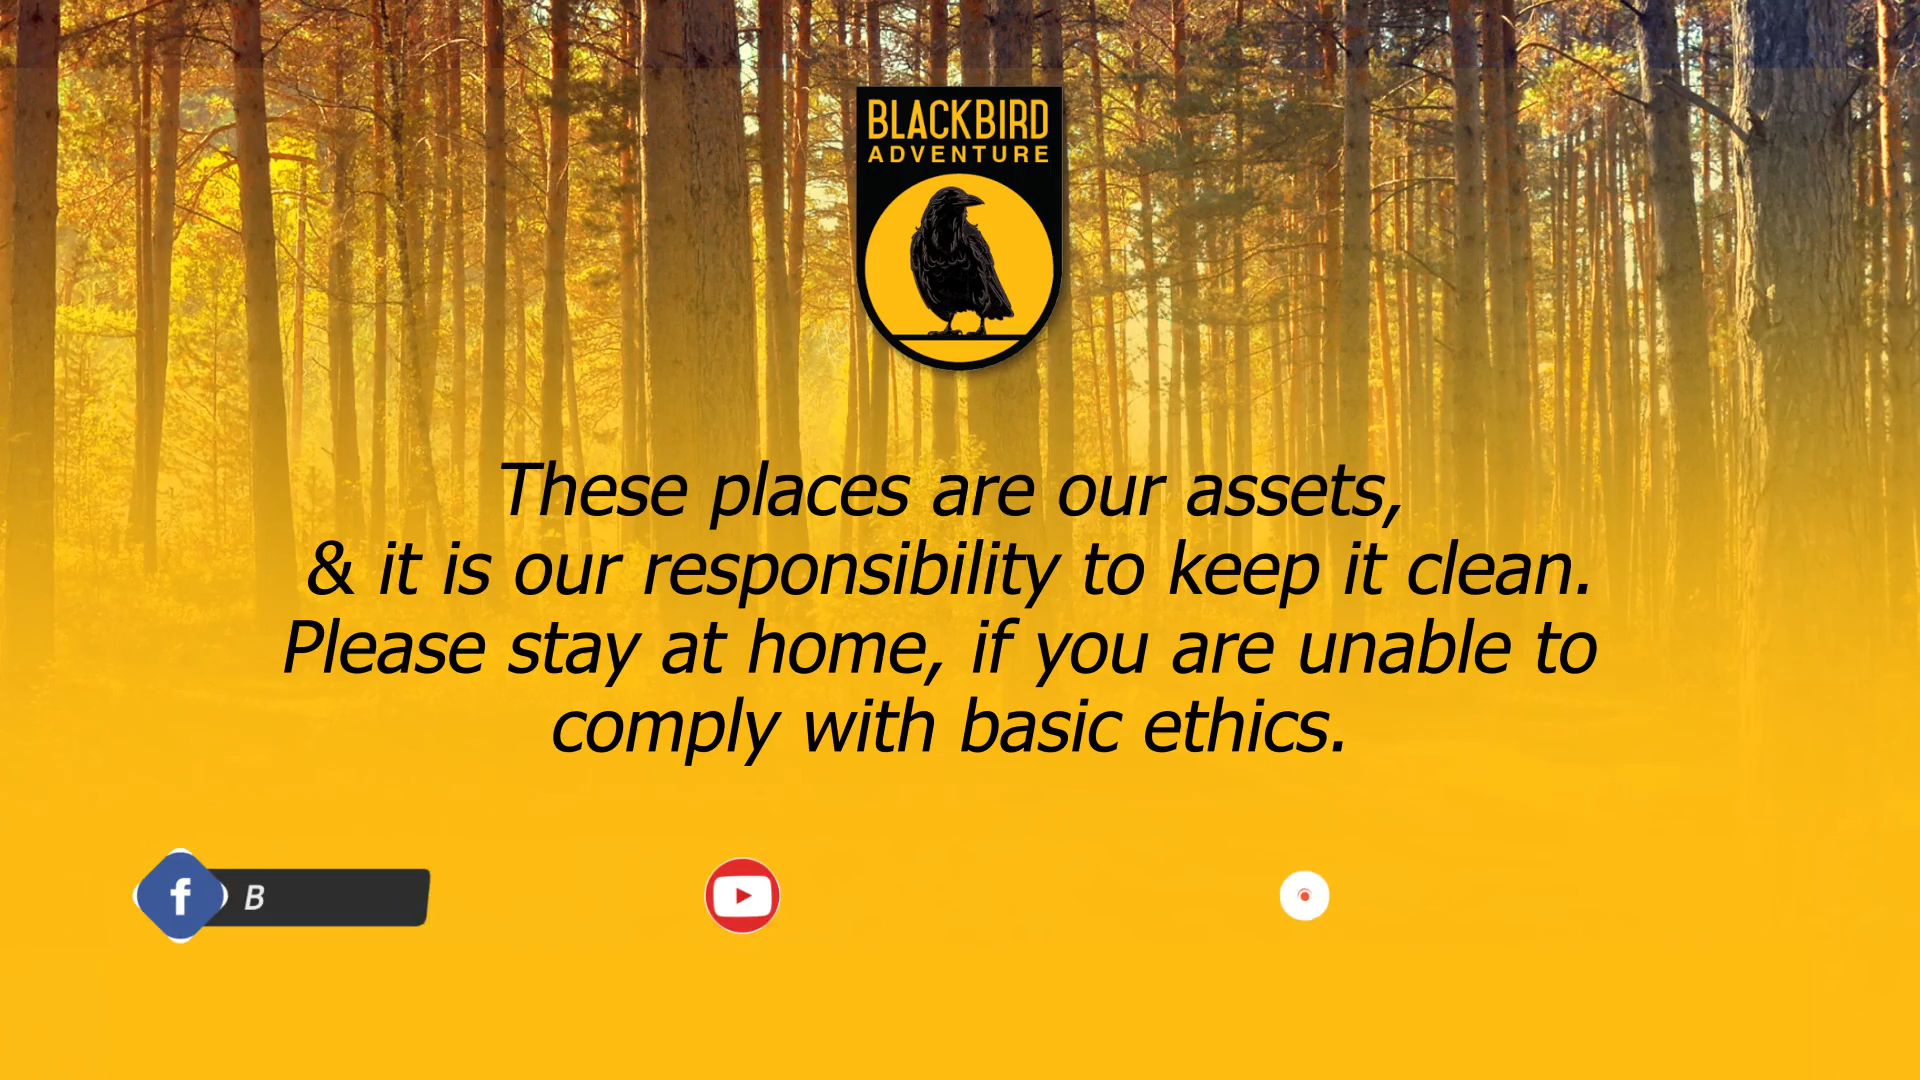 BLACKBIRD
ADVENTURE
These places are our assets,
& it is our responsibility to keep it clean.
Please stay at home, if you are unable to
comply with basic ethics.
f B